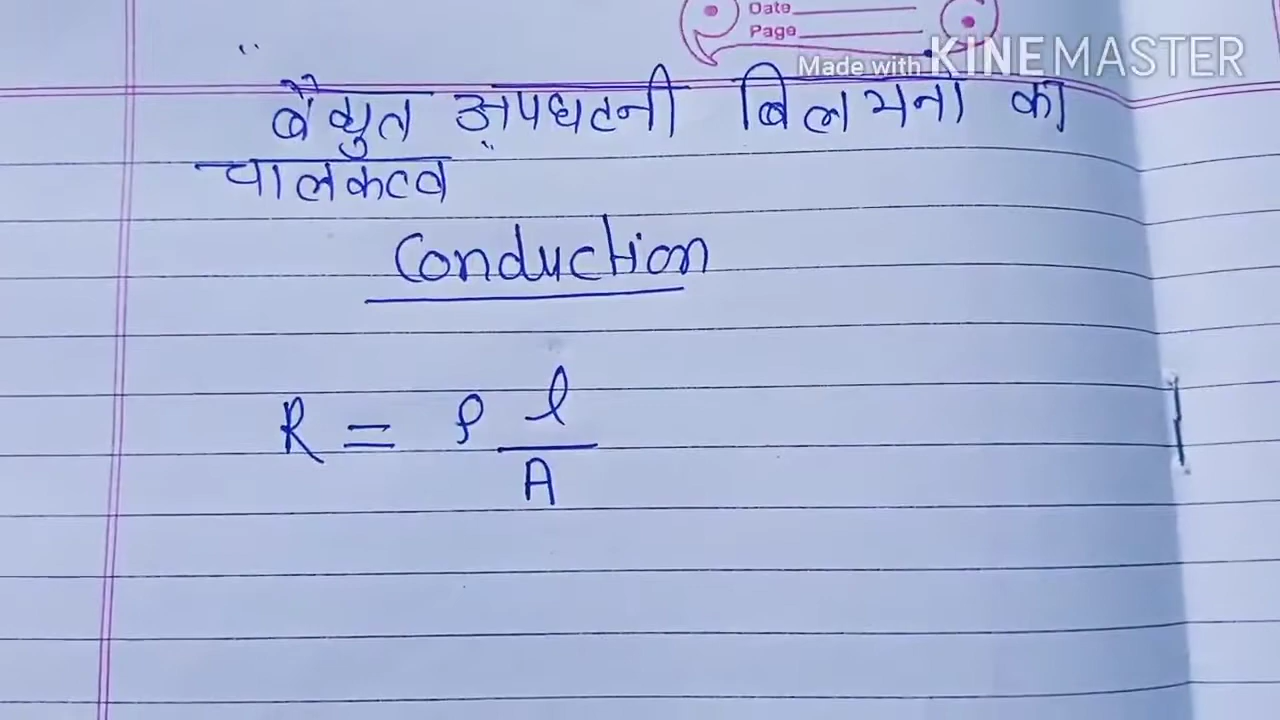 Date
Page
Made with KINEMASTER
बैद्युत अपघटनी बिलयनो का
चालकत्व
Conduction
R = ρ l
A